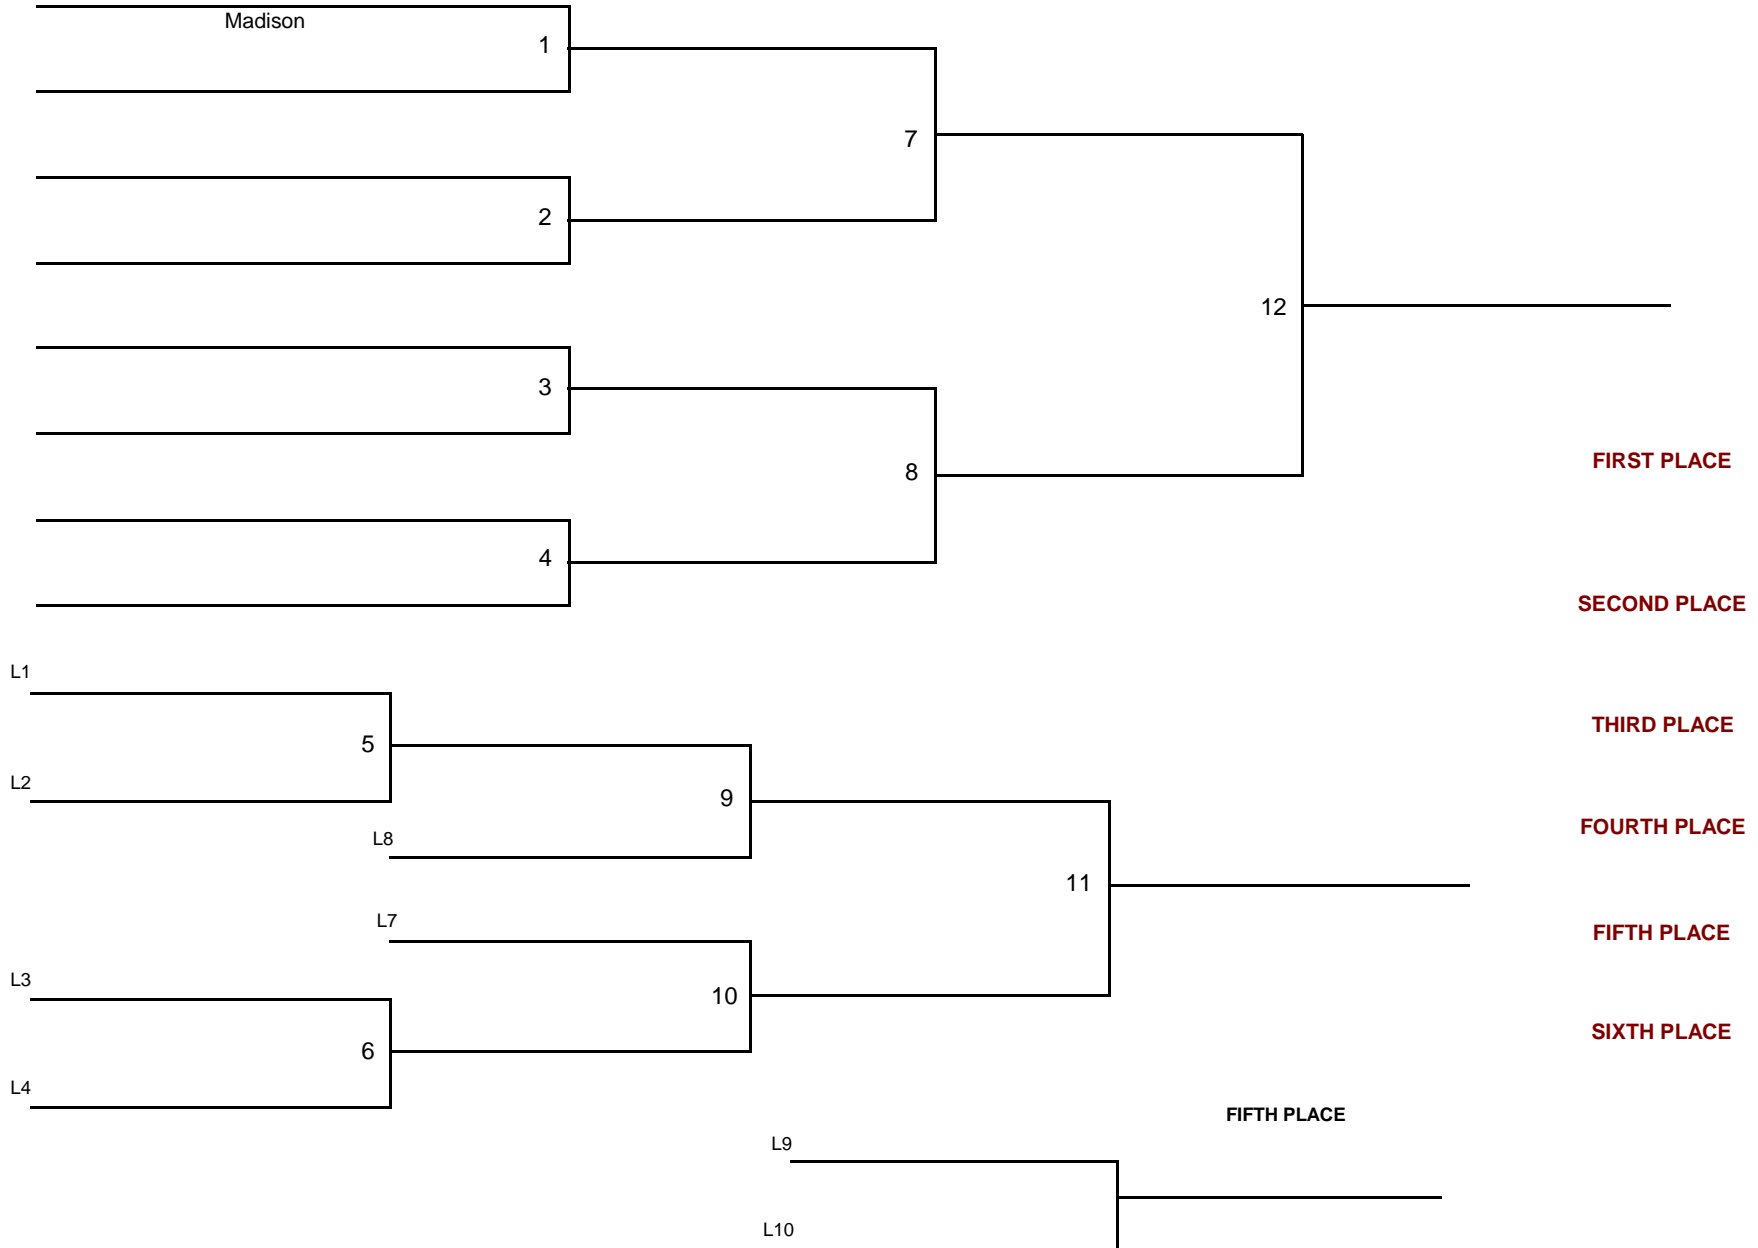 Madison
1
7
2
12
3
FIRST PLACE
8
4
SECOND PLACE
L1
THIRD PLACE
5
L2
9
FOURTH PLACE
L8
11
L7
FIFTH PLACE
L3
10
SIXTH PLACE
6
L4
FIFTH PLACE
L9
L10